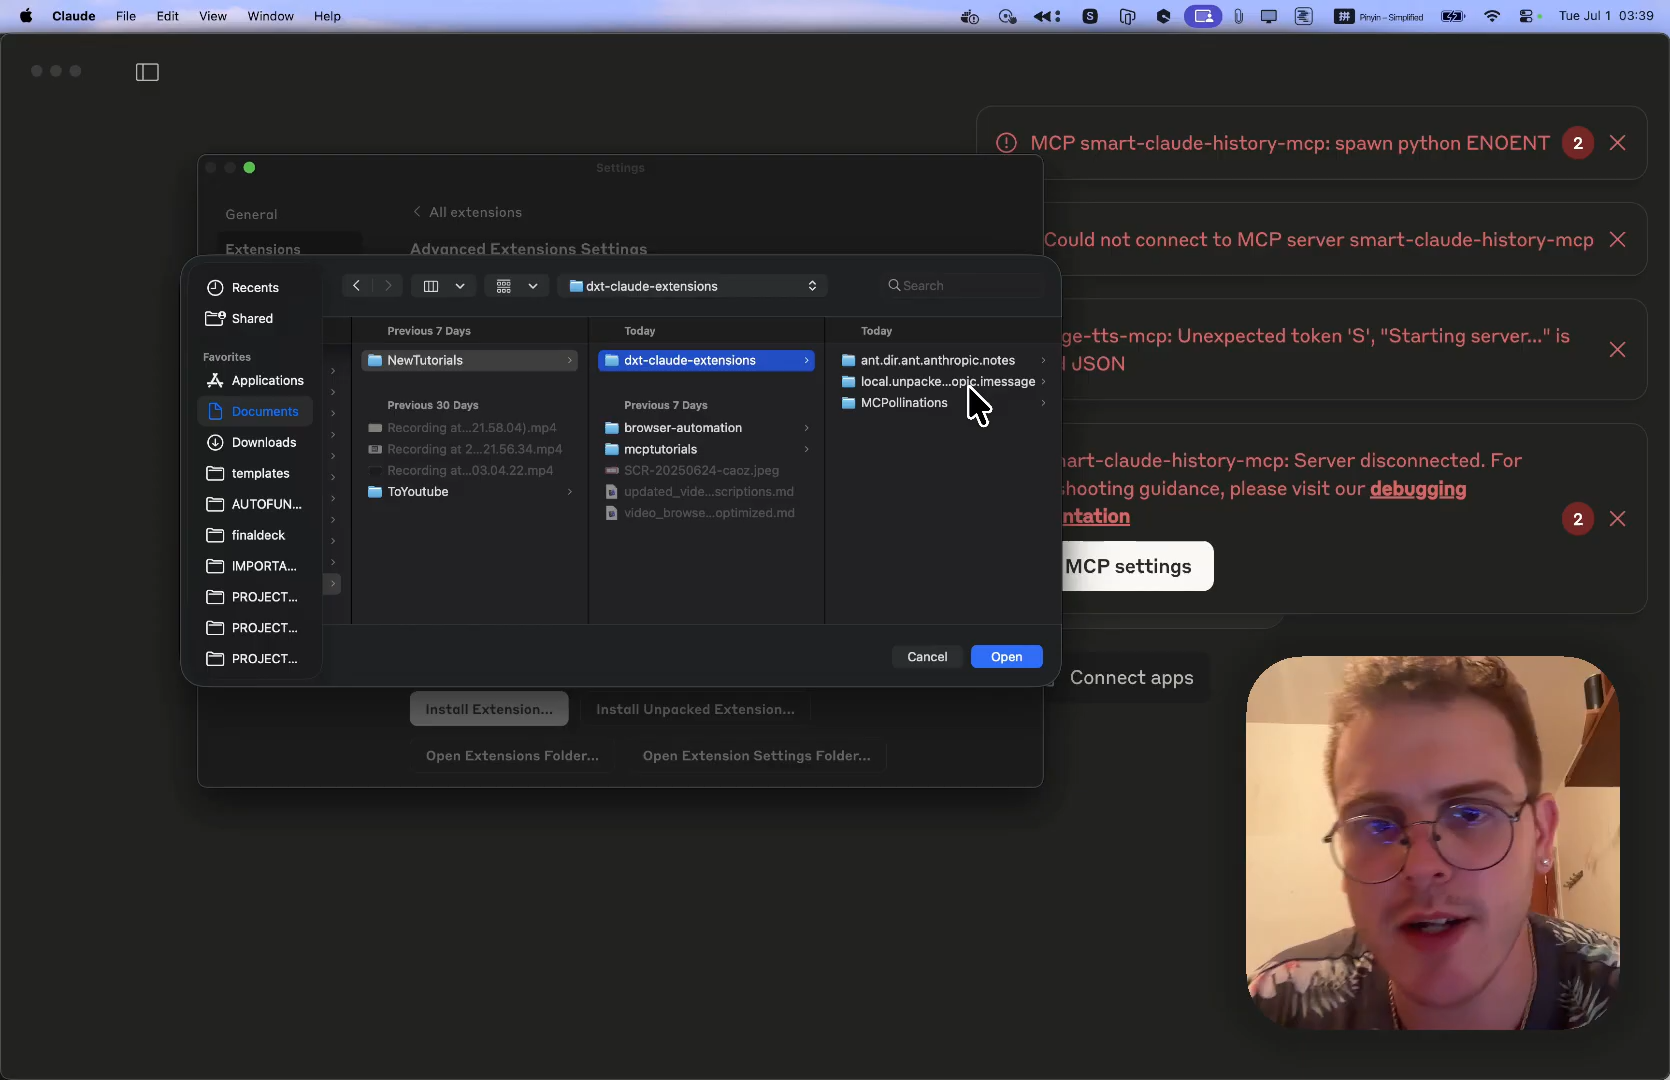 Claude File Edit View Window Help
S 拼 Pinyin – Simplified Tue Jul 1 03:39
MCP smart-claude-history-mcp: spawn python ENOENT 2
Could not connect to MCP server smart-claude-history-mcp
ge-tts-mcp: Unexpected token 'S', "Starting server..." is
JSON
art-claude-history-mcp: Server disconnected. For
hooting guidance, please visit our debugging
ntation
2
MCP settings
Connect apps
Settings
General
All extensions
Extensions
Advanced Extensions Settings
Recents
Shared
Favorites
Applications
Documents
Downloads
templates
AUTOFUN...
finaldeck
IMPORTA...
PROJECT...
PROJECT...
PROJECT...
dxt-claude-extensions
Search
Previous 7 Days
NewTutorials
Previous 30 Days
Recording at...21.58.04).mp4
Recording at 2...21.56.34.mp4
Recording at...03.04.22.mp4
ToYoutube
Today
dxt-claude-extensions
Previous 7 Days
browser-automation
mcptutorials
SCR-20250624-caoz.jpeg
updated_vide...scriptions.md
video_browse...optimized.md
Today
ant.dir.ant.anthropic.notes
local.unpacke...opic.imessage
MCPollinations
Cancel
Open
Install Extension...
Install Unpacked Extension...
Open Extensions Folder...
Open Extension Settings Folder...